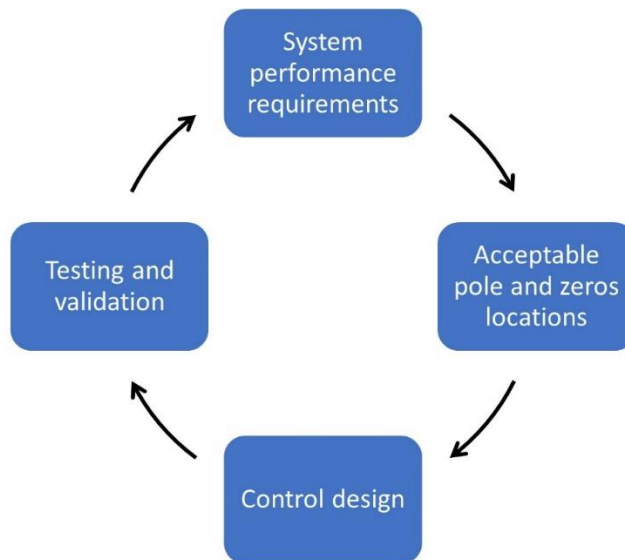 System
performance
requirements
Acceptable
pole and zeros
locations
Control design
Testing and
validation